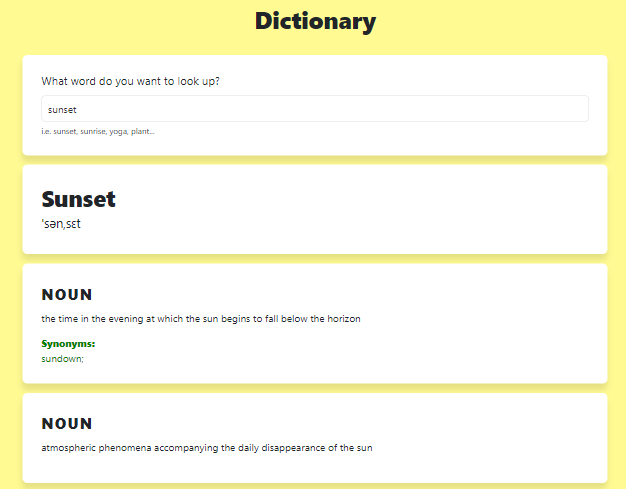 Dictionary
What word do you want to look up?
sunset
i.e. sunset, sunrise, yoga, plant...
Sunset
'sən,sɛt
NOUN
the time in the evening at which the sun begins to fall below the horizon
Synonyms:
sundown;
NOUN
atmospheric phenomena accompanying the daily disappearance of the sun